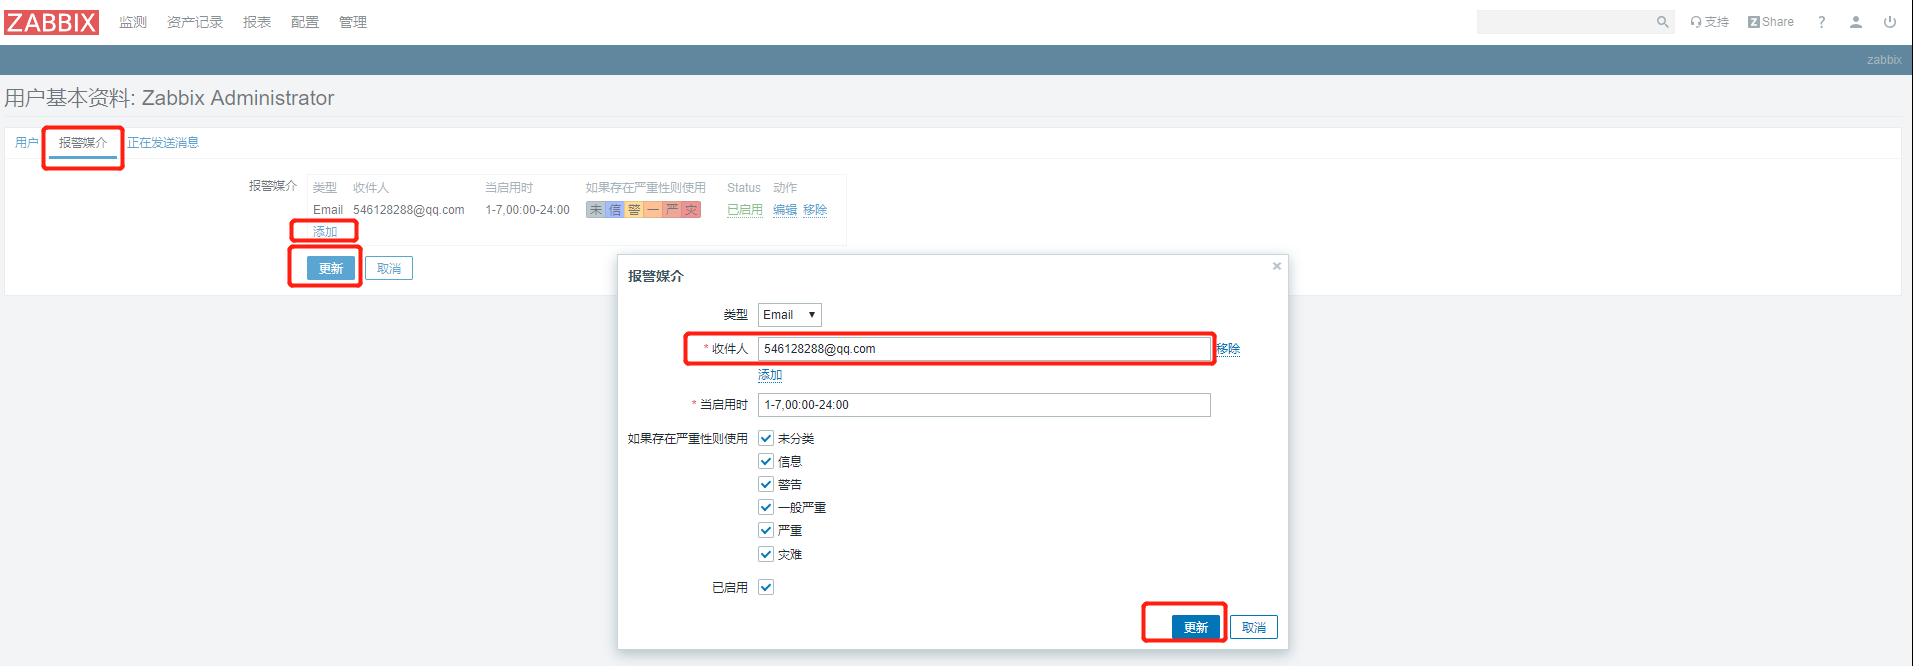 ZABBIX 监测 资产记录 报表 配置 管理 支持 Z Share ?
zabbix
用户基本资料: Zabbix Administrator
用户 报警媒介 正在发送消息
报警媒介 类型 收件人 当启用时 如果存在严重性则使用 Status 动作
Email 546128288@qq.com 1-7,00:00-24:00 未 信 警 一 严 灾 已启用 编辑 移除
添加
更新 取消
报警媒介
类型 Email
* 收件人 546128288@qq.com 移除
添加
* 当启用时 1-7,00:00-24:00
如果存在严重性则使用 未分类
信息
警告
一般严重
严重
灾难
已启用
更新 取消